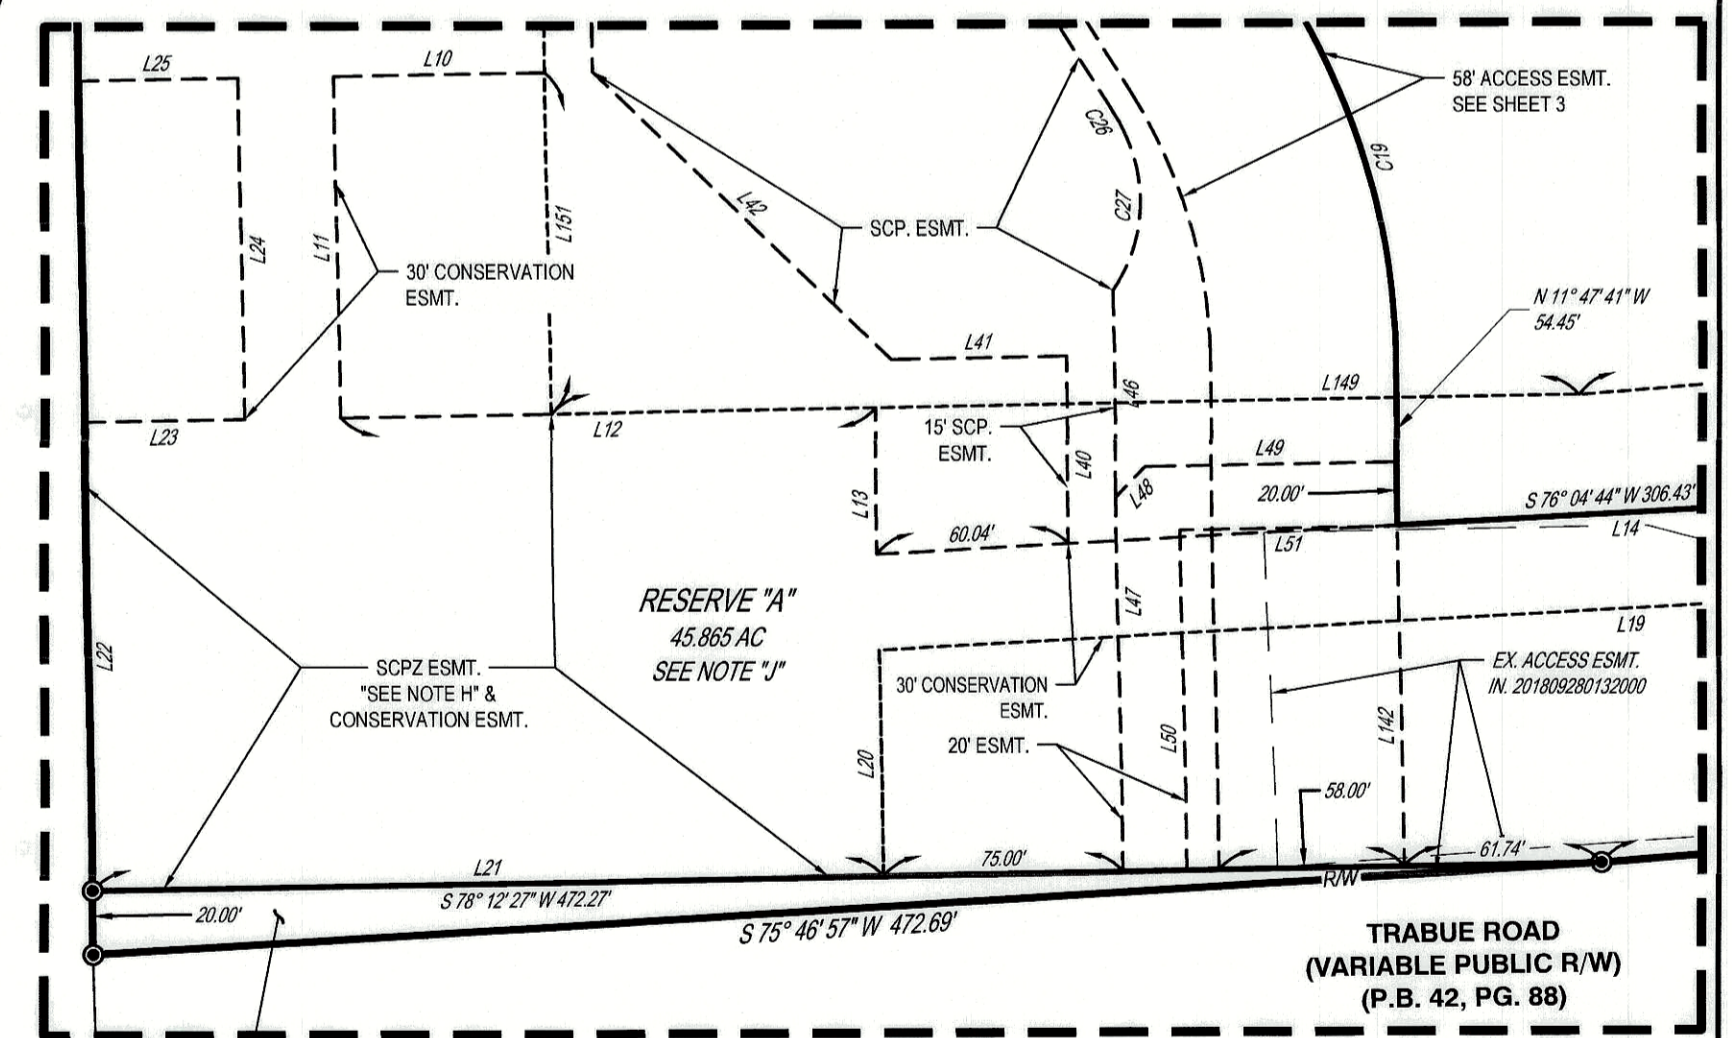 L25
L10
58' ACCESS ESMT.
SEE SHEET 3
C26
C19
L42
C27
L151
L24
L11
SCP. ESMT.
30' CONSERVATION
ESMT.
N 11° 47' 41" W
54.45'
L41
L149
L46
L23
L12
15' SCP.
ESMT.
L40
L49
L48
20.00'
L13
S 76° 04' 44" W 306.43'
L14
60.04'
L51
RESERVE "A"
45.865 AC
SEE NOTE "J"
L47
L19
L22
SCPZ ESMT.
"SEE NOTE H" &
CONSERVATION ESMT.
30' CONSERVATION
ESMT.
EX. ACCESS ESMT.
IN. 201809280132000
20' ESMT.
L50
L142
L20
58.00'
L21
75.00'
61.74'
R/W
S 78° 12' 27" W 472.27'
20.00'
S 75° 46' 57" W 472.69'
TRABUE ROAD
(VARIABLE PUBLIC R/W)
(P.B. 42, PG. 88)